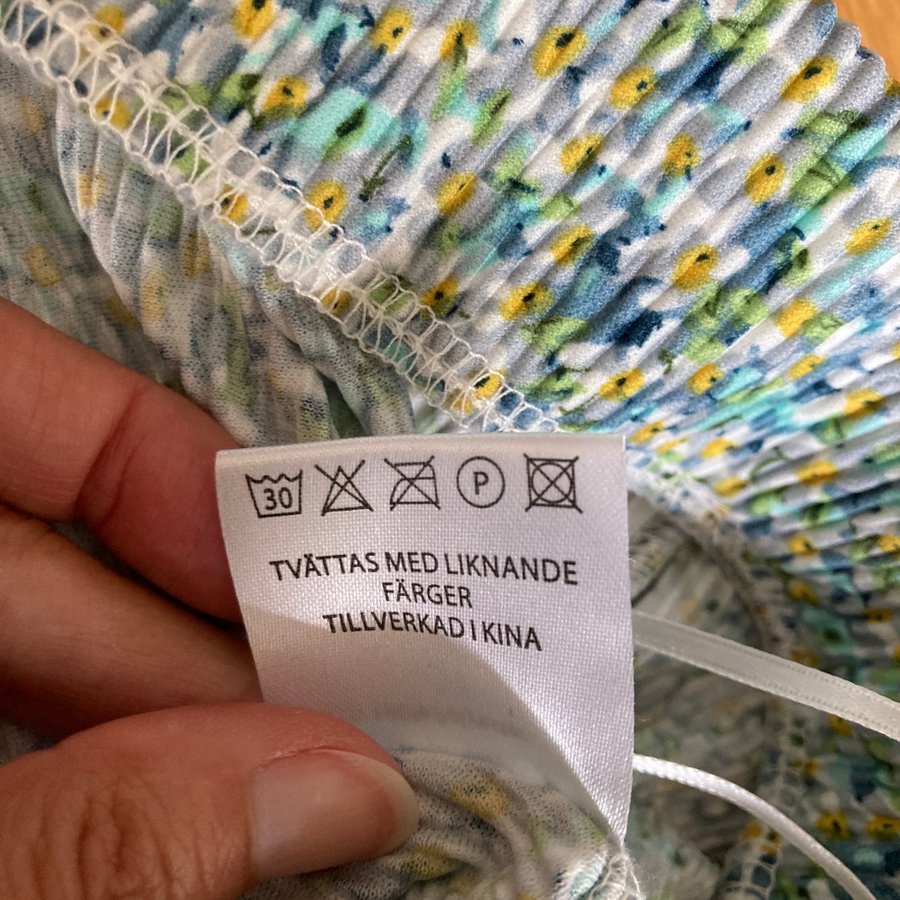 30 P
TVÄTTAS MED LIKNANDE
FÄRGER
TILLVERKAD I KINA